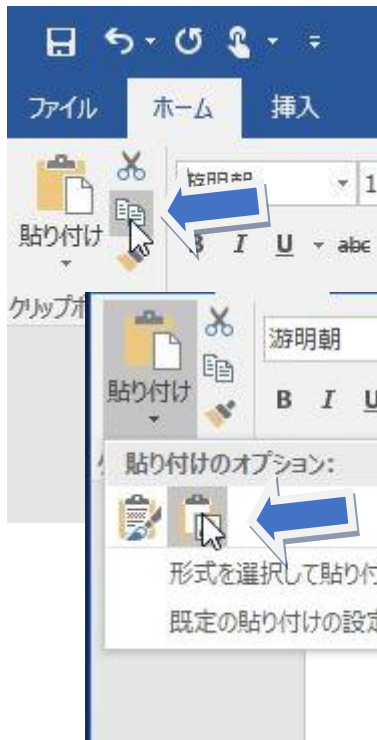 ファイル ホーム 挿入
貼り付け
B I U abc
クリップボ
游明朝
貼り付け
B I U
貼り付けのオプション:
形式を選択して貼り付
既定の貼り付けの設定